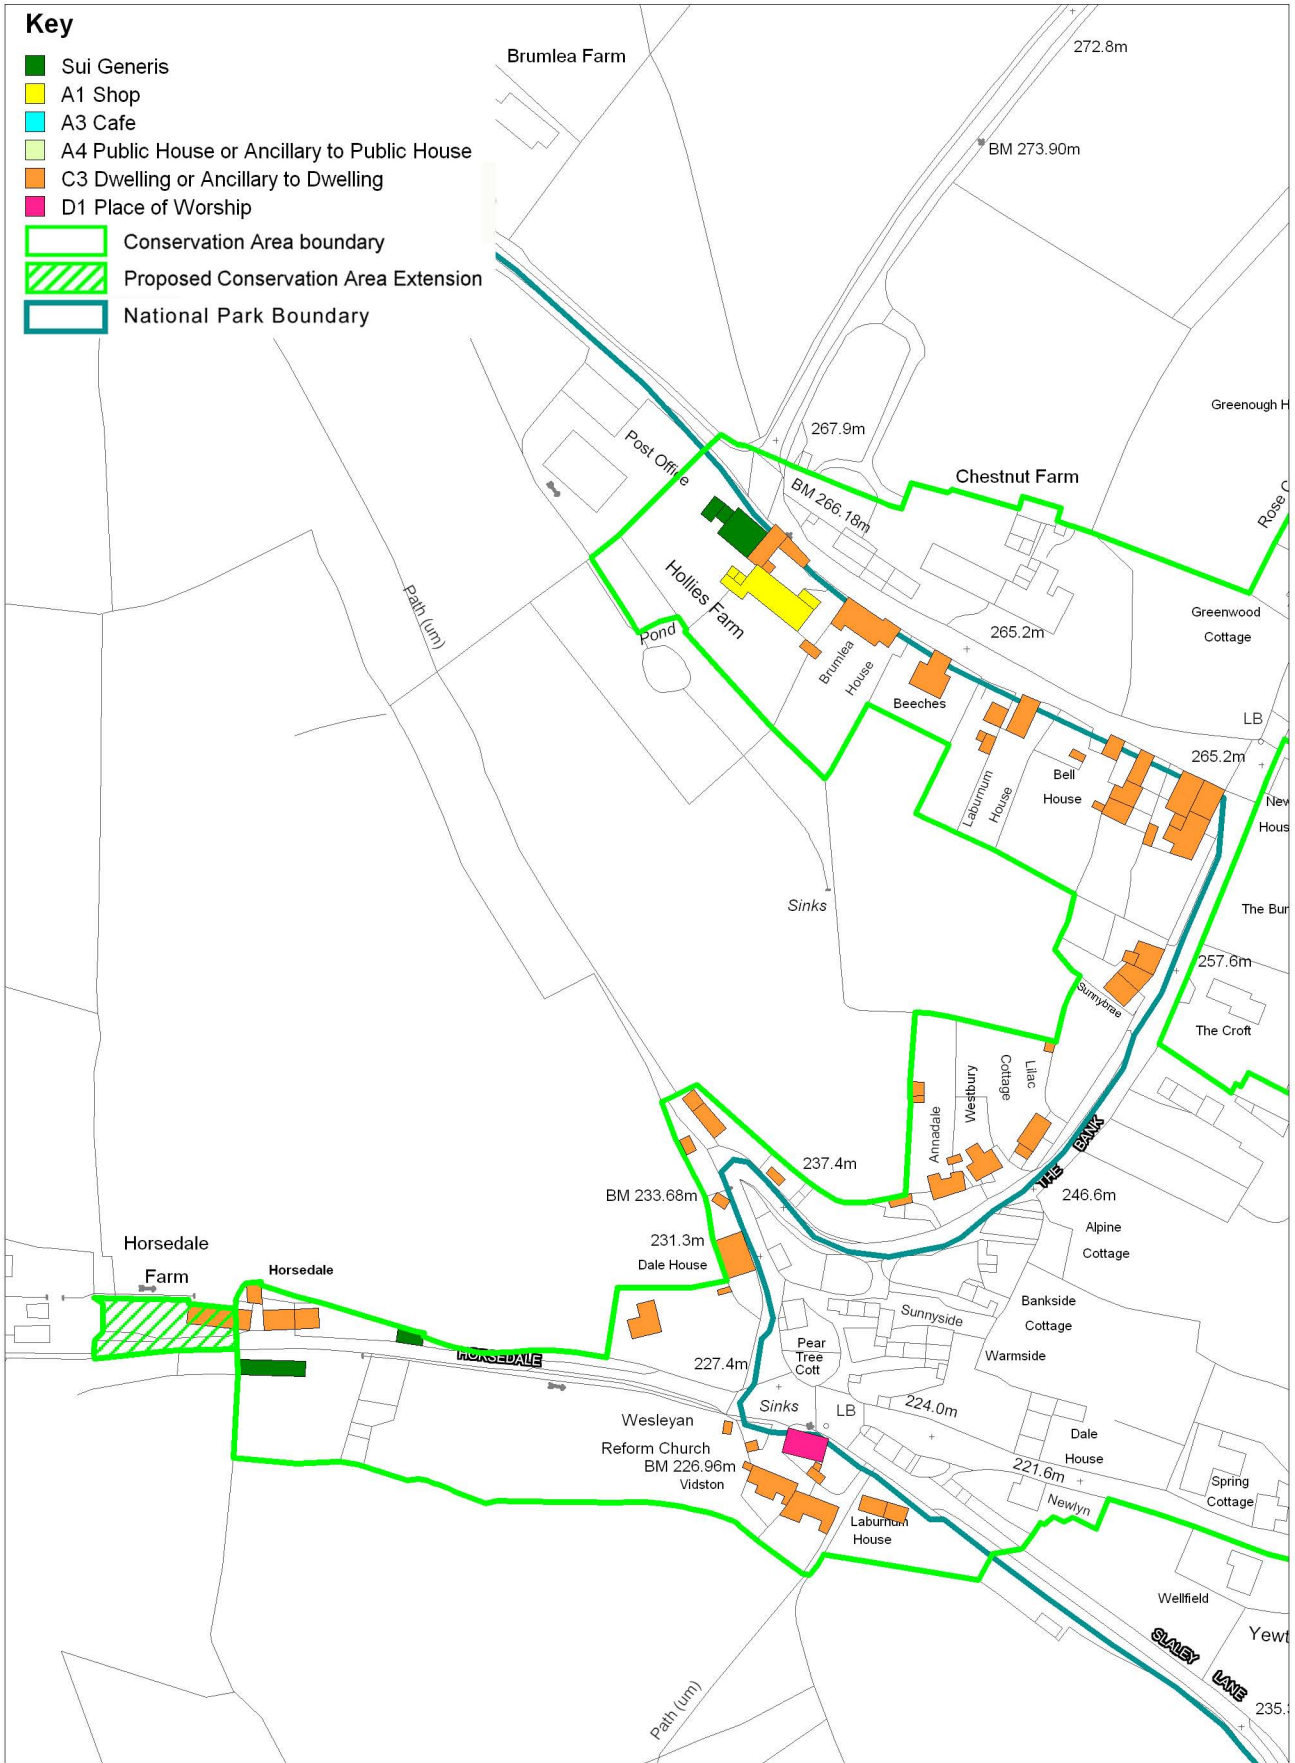 Key
Sui Generis
A1 Shop
A3 Cafe
A4 Public House or Ancillary to Public House
C3 Dwelling or Ancillary to Dwelling
D1 Place of Worship
Conservation Area boundary
Proposed Conservation Area Extension
National Park Boundary
Brumlea Farm
272.8m
BM 273.90m
Greenough H
267.9m
Post Office
Chestnut Farm
BM 266.18m
Rose C
Hollies Farm
Path (um)
Pond
Greenwood
Cottage
265.2m
Brumlea
House
Beeches
LB
265.2m
Laburnum
House
Bell
House
New
Hous
Sinks
The Bun
257.6m
Sunnybrae
The Croft
Annadale
Westbury
Cottage
Lilac
THE BANK
237.4m
BM 233.68m
246.6m
Alpine
Cottage
231.3m
Dale House
Horsedale
Farm
Horsedale
Bankside
Cottage
Sunnyside
Warmside
Pear
Tree
Cott
HORSEDALE
227.4m
Sinks
LB
224.0m
Wesleyan
Reform Church
BM 226.96m
Vidston
Dale
House
221.6m
Spring
Cottage
Newlyn
Laburnum
House
Wellfield
Yewt
SLALEY
LANE
Path (um)
235.